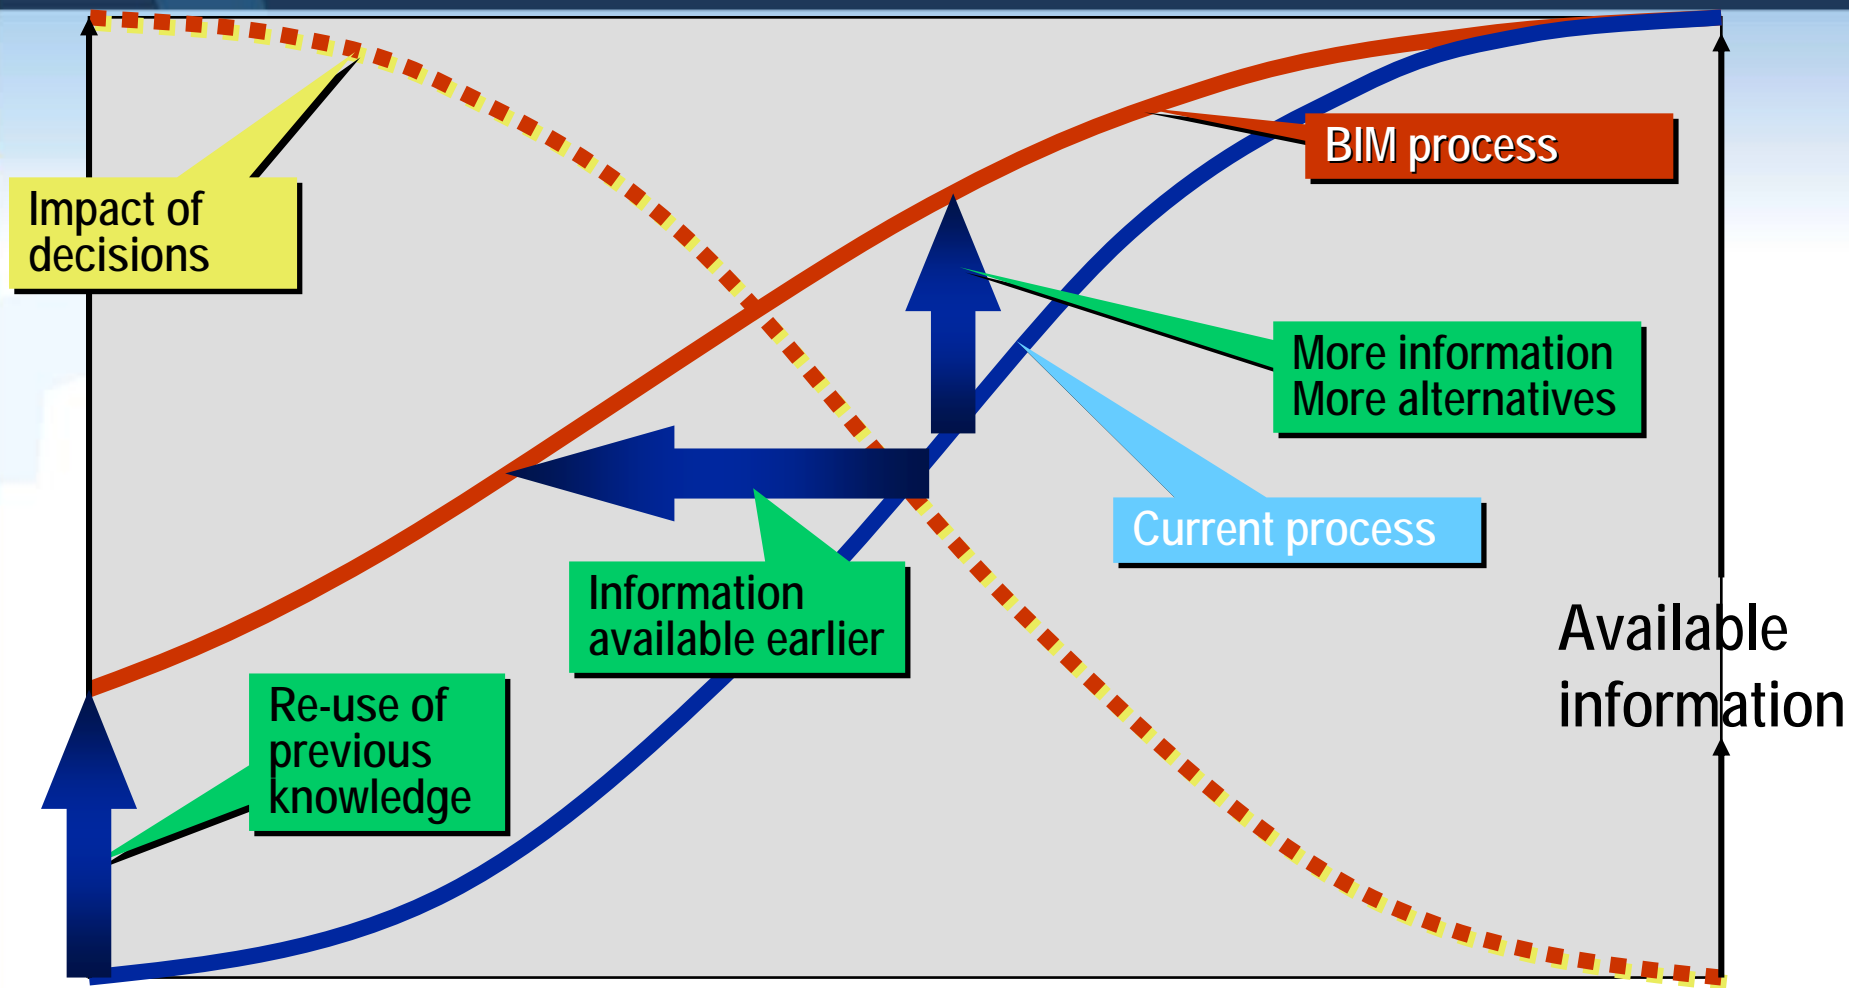 BIM process
Impact of
decisions
More information
More alternatives
Current process
Information
available earlier
Available
information
Re-use of
previous
knowledge